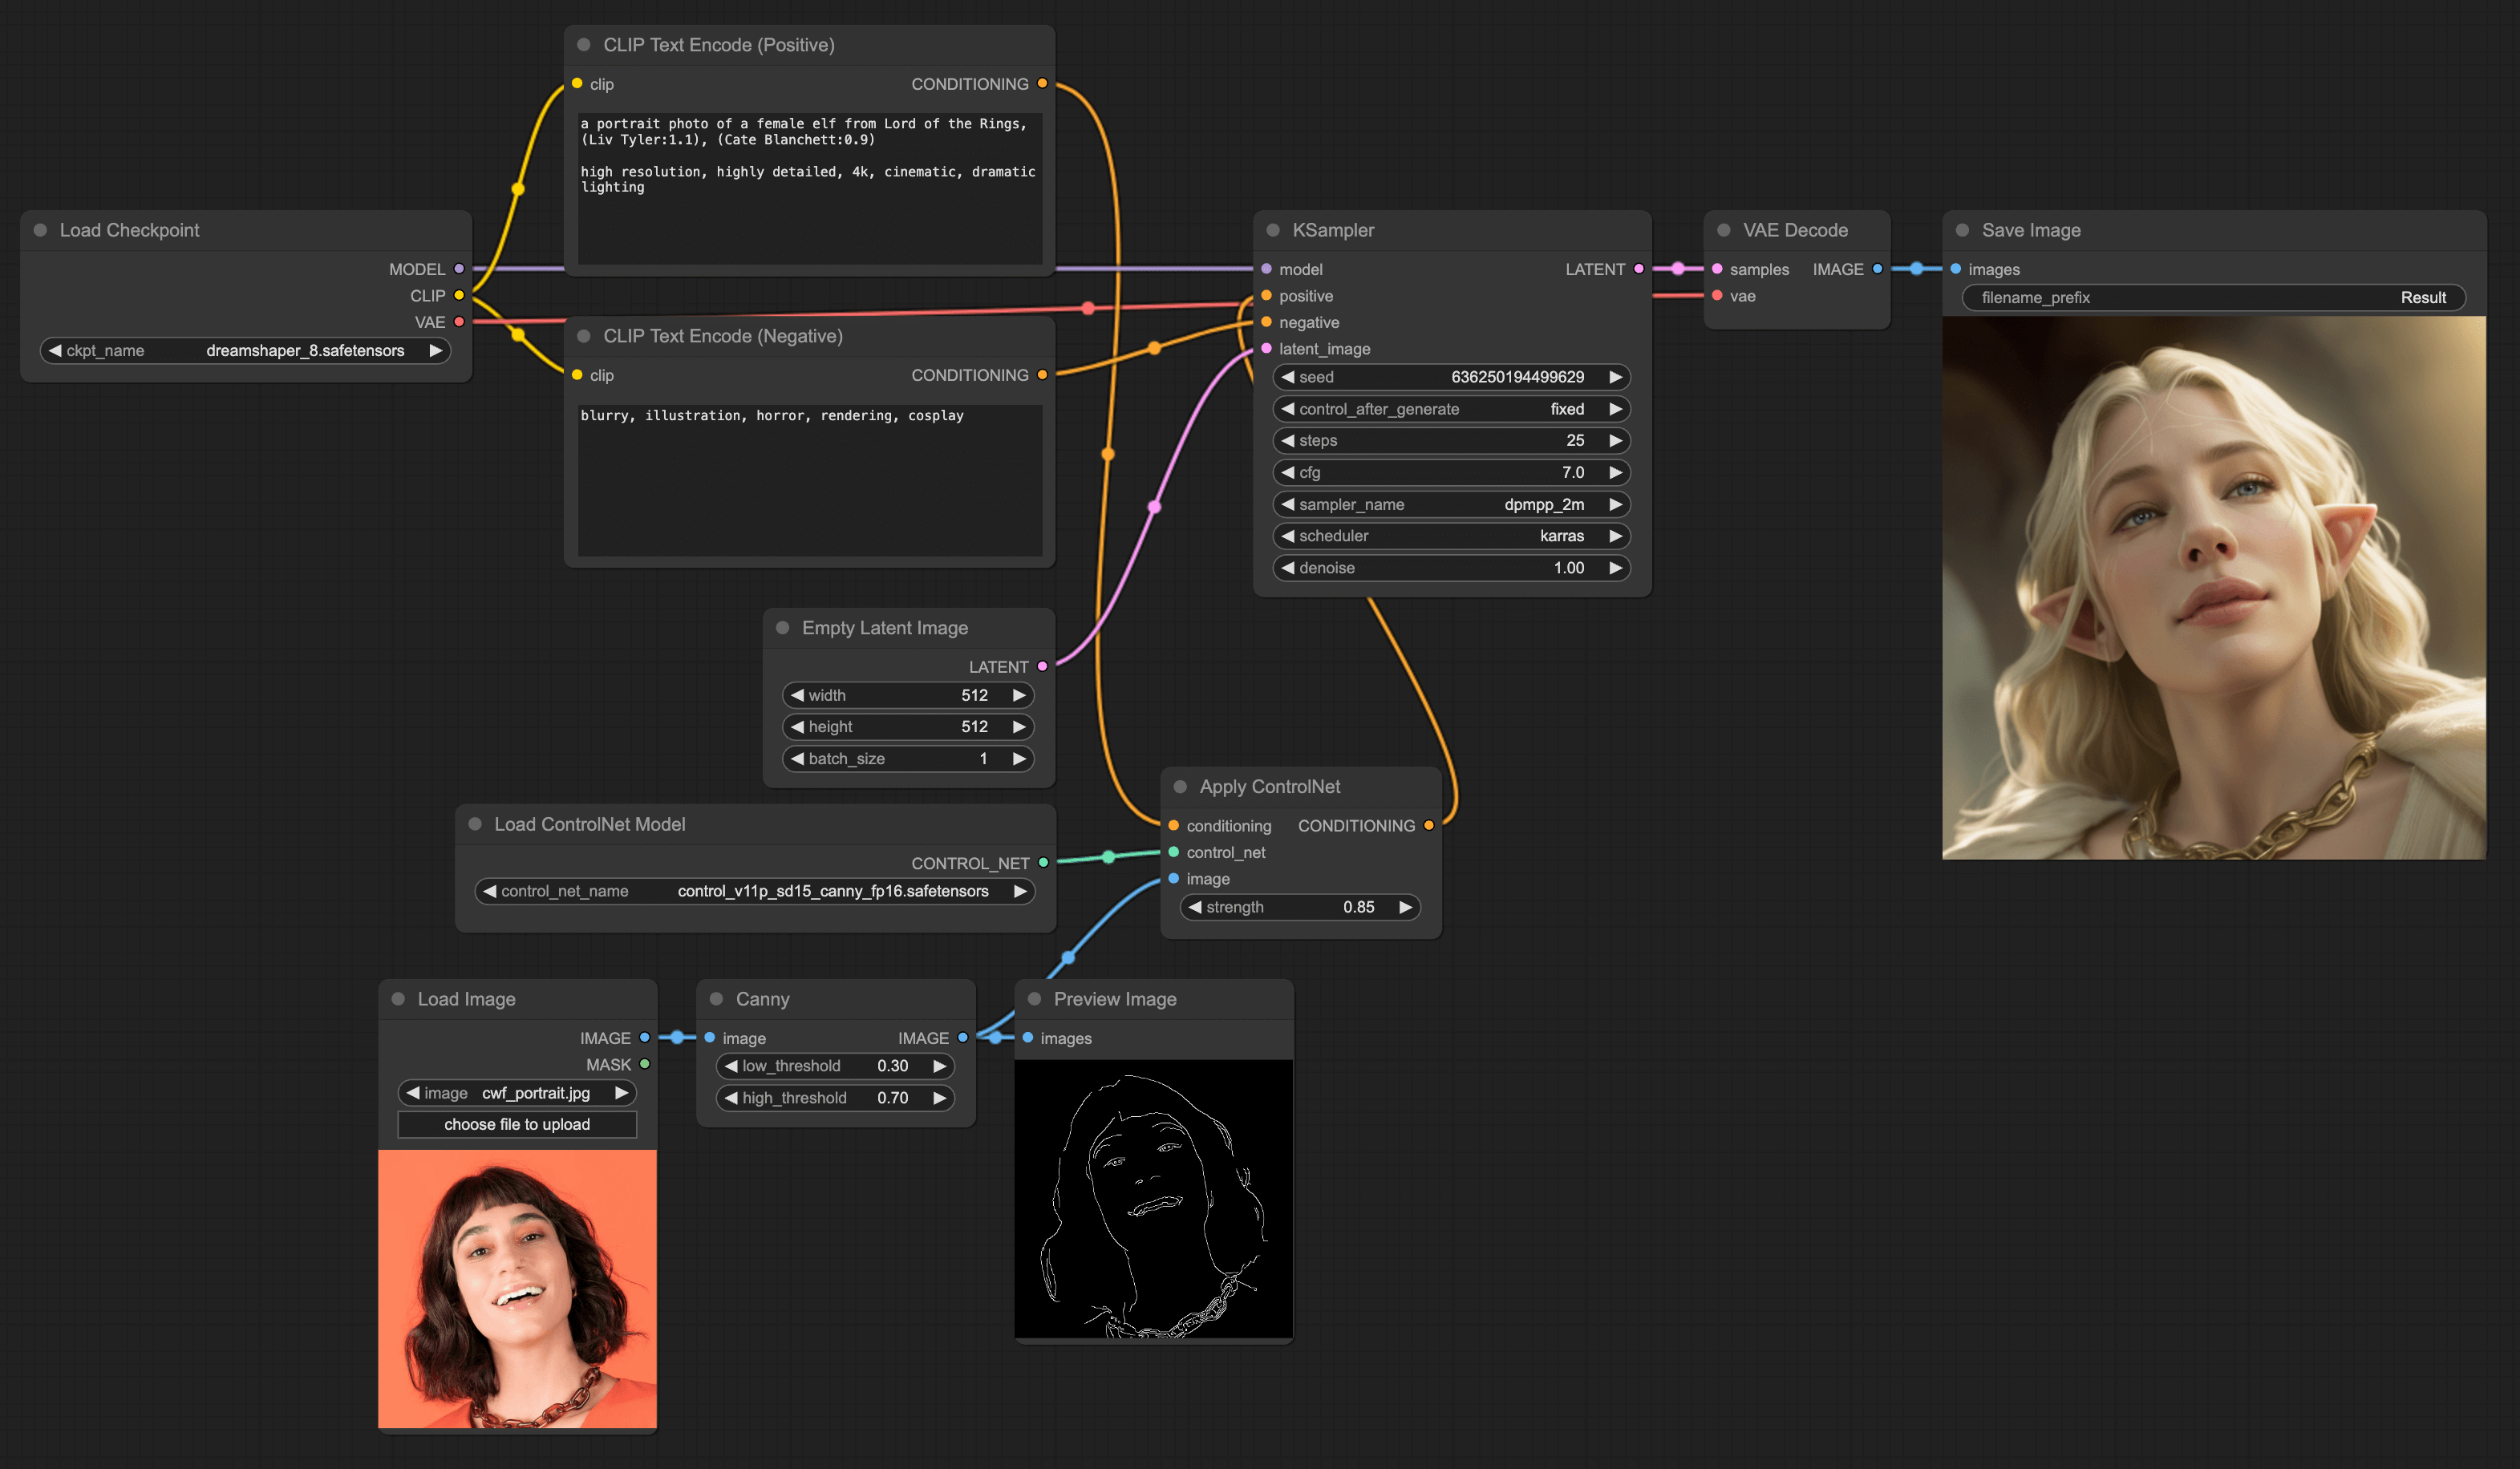 CLIP Text Encode (Positive)
clip CONDITIONING
a portrait photo of a female elf from Lord of the Rings,
(Liv Tyler:1.1), (Cate Blanchett:0.9)
high resolution, highly detailed, 4k, cinematic, dramatic
lighting
Load Checkpoint
MODEL
CLIP
VAE
ckpt_name dreamshaper_8.safetensors
CLIP Text Encode (Negative)
clip CONDITIONING
blurry, illustration, horror, rendering, cosplay
KSampler
model LATENT
positive
negative
latent_image
seed 636250194499629
control_after_generate fixed
steps 25
cfg 7.0
sampler_name dpmpp_2m
scheduler karras
denoise 1.00
VAE Decode
samples IMAGE
vae
Save Image
images
filename_prefix Result
Empty Latent Image
LATENT
width 512
height 512
batch_size 1
Load ControlNet Model
CONTROL_NET
control_net_name control_v11p_sd15_canny_fp16.safetensors
Apply ControlNet
conditioning CONDITIONING
control_net
image
strength 0.85
Load Image
IMAGE
MASK
image cwf_portrait.jpg
choose file to upload
Canny
image IMAGE
low_threshold 0.30
high_threshold 0.70
Preview Image
images